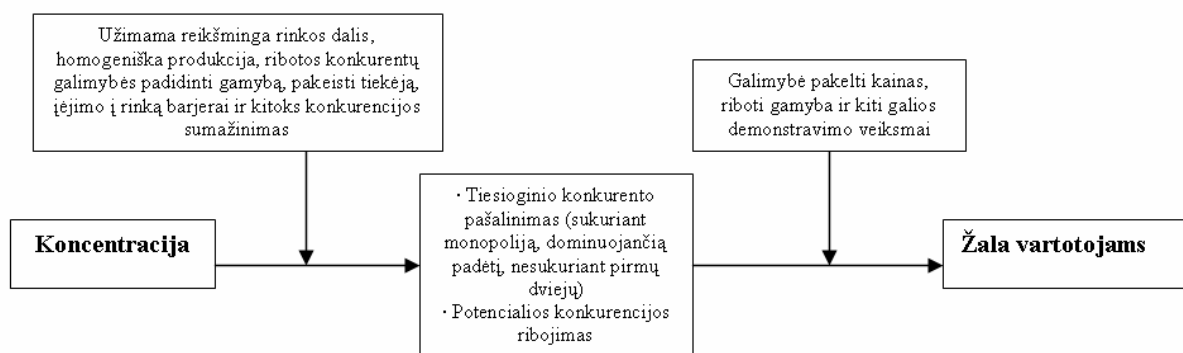 Užimama reikšminga rinkos dalis,
homogeniška produkcija, ribotos konkurentų
galimybės padidinti gamybą, pakeisti tiekėją,
įėjimo į rinką barjerai ir kitoks konkurencijos
sumažinimas
Galimybė pakelti kainas,
riboti gamyba ir kiti galios
demonstravimo veiksmai
Koncentracija
· Tiesioginio konkurento
pašalinimas (sukuriant
monopoliją, dominuojančią
padėtį, nesukuriant pirmų
dviejų)
· Potencialios konkurencijos
ribojimas
Žala vartotojams